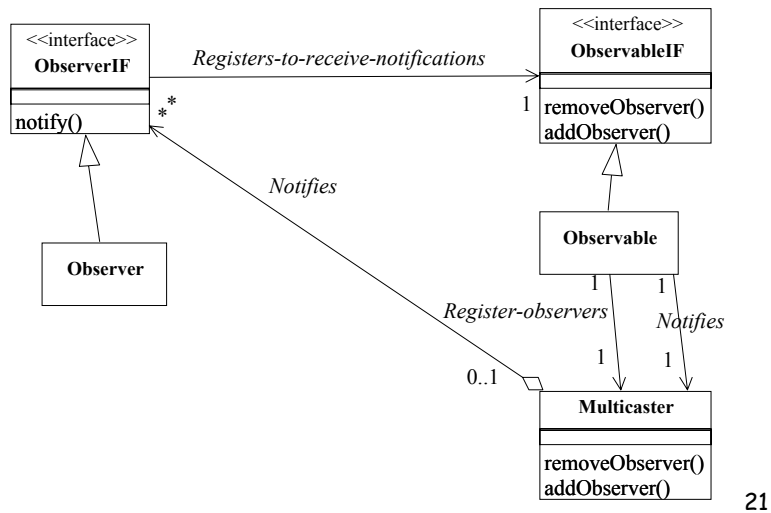 <<interface>>
ObserverIF
notify()
Registers-to-receive-notifications
*
*
1
<<interface>>
ObservableIF
removeObserver()
addObserver()
Notifies
Observer
Observable
1
1
Register-observers
Notifies
1
1
0..1
Multicaster
removeObserver()
addObserver()
21